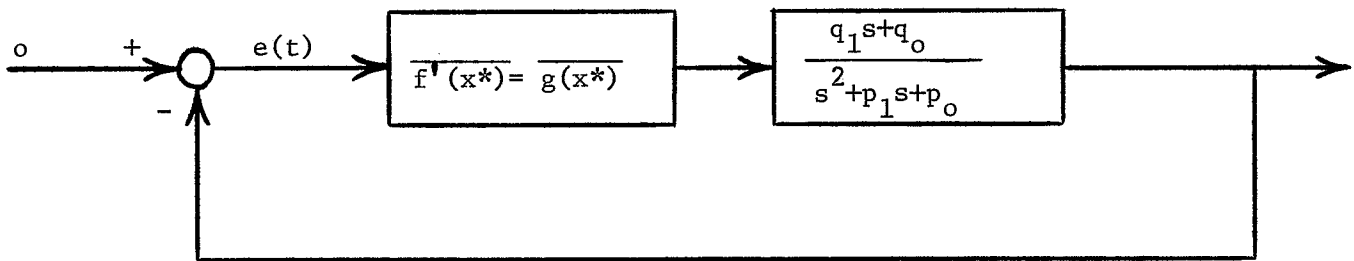 o
+
-
e(t)
f'(x*)= g(x*)
q1s+qo
s²+p1s+po